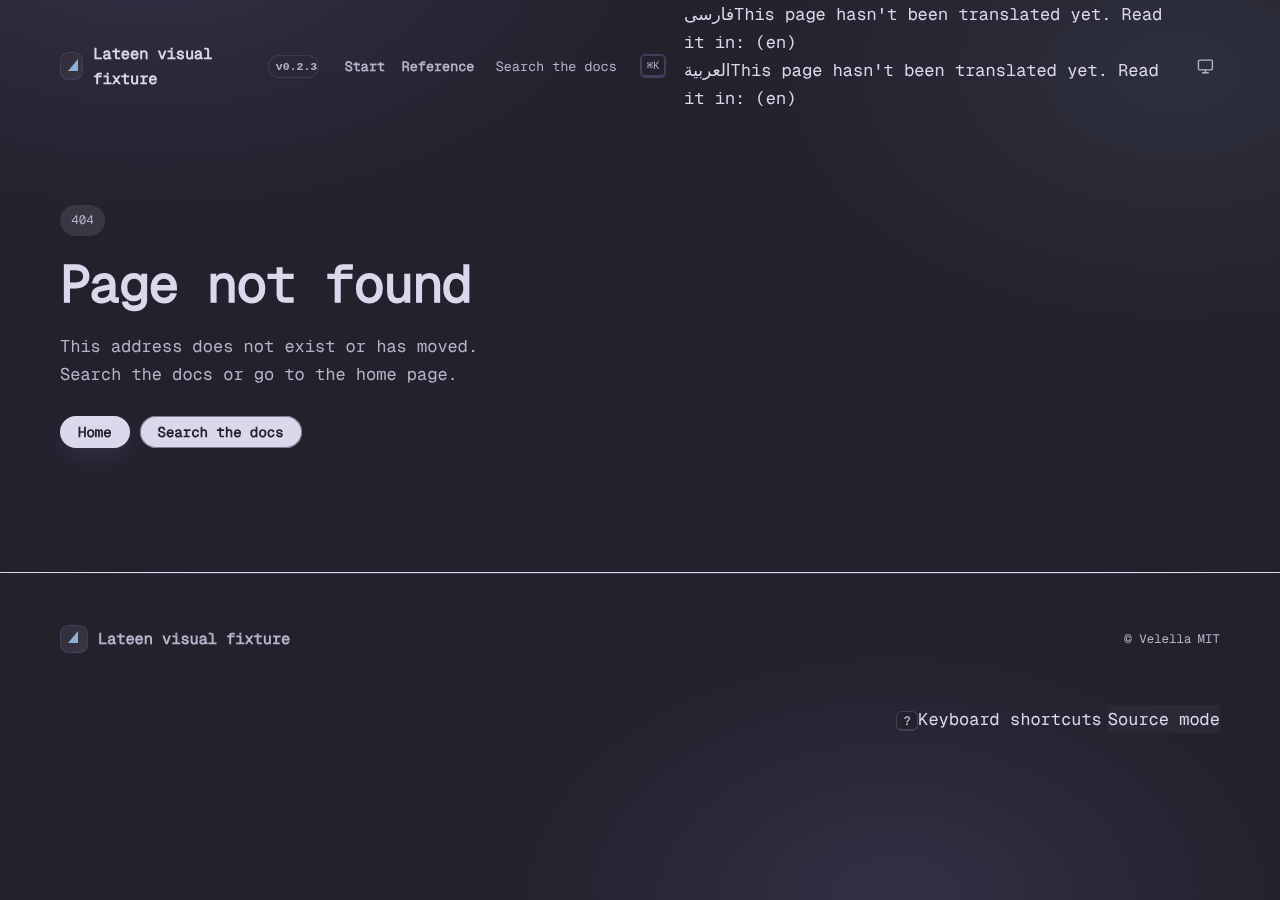 Lateen visual
fixture
v0.2.3
Start
Reference
Search the docs
⌘K
فارسیThis page hasn't been translated yet. Read
it in: (en)
العربيةThis page hasn't been translated yet. Read
it in: (en)
404
Page not found
This address does not exist or has moved.
Search the docs or go to the home page.
Home
Search the docs
Lateen visual fixture
© Velella MIT
? Keyboard shortcuts Source mode